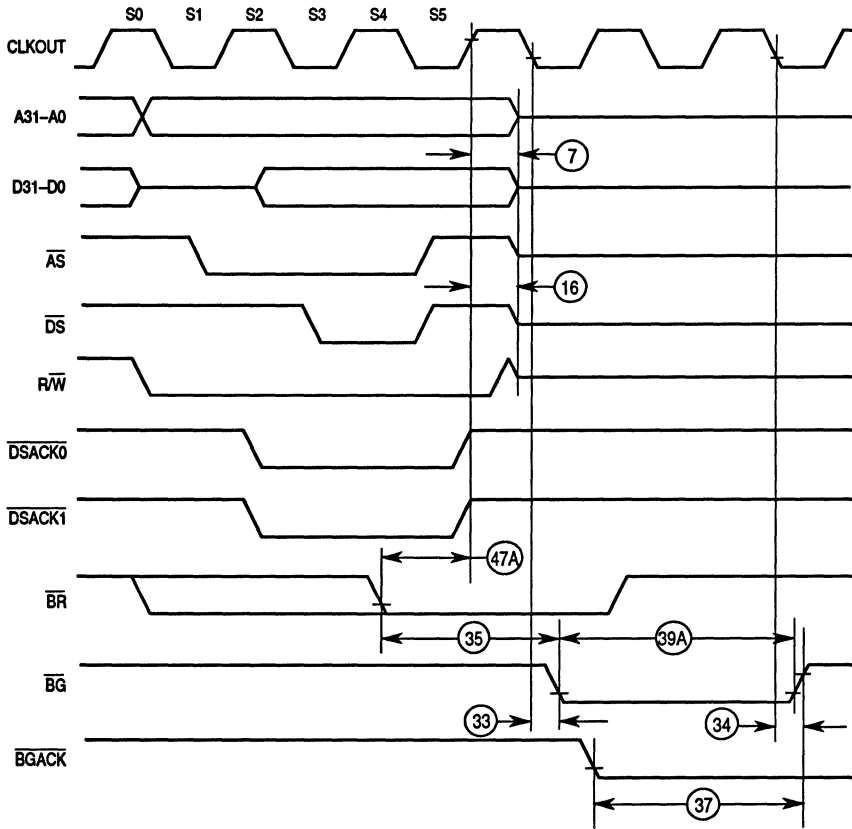 S0 S1 S2 S3 S4 S5
CLKOUT
A31–A0
7
D31–D0
AS
16
DS
R/W
DSACK0
DSACK1
47A
BR
35
39A
BG
33
34
BGACK
37